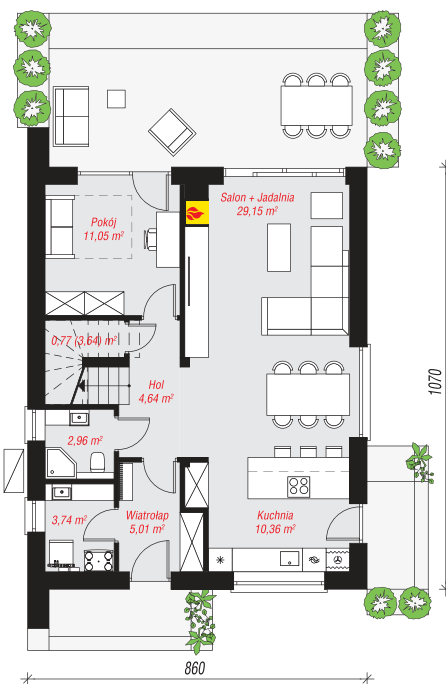 Salon + Jadalnia
29,15 m²
Pokój
11,05 m²
0,77 (3,64) m²
Hol
4,64 m²
2,96 m²
3,74 m²
Wiatrołap
5,01 m²
Kuchnia
10,36 m²
1070
860